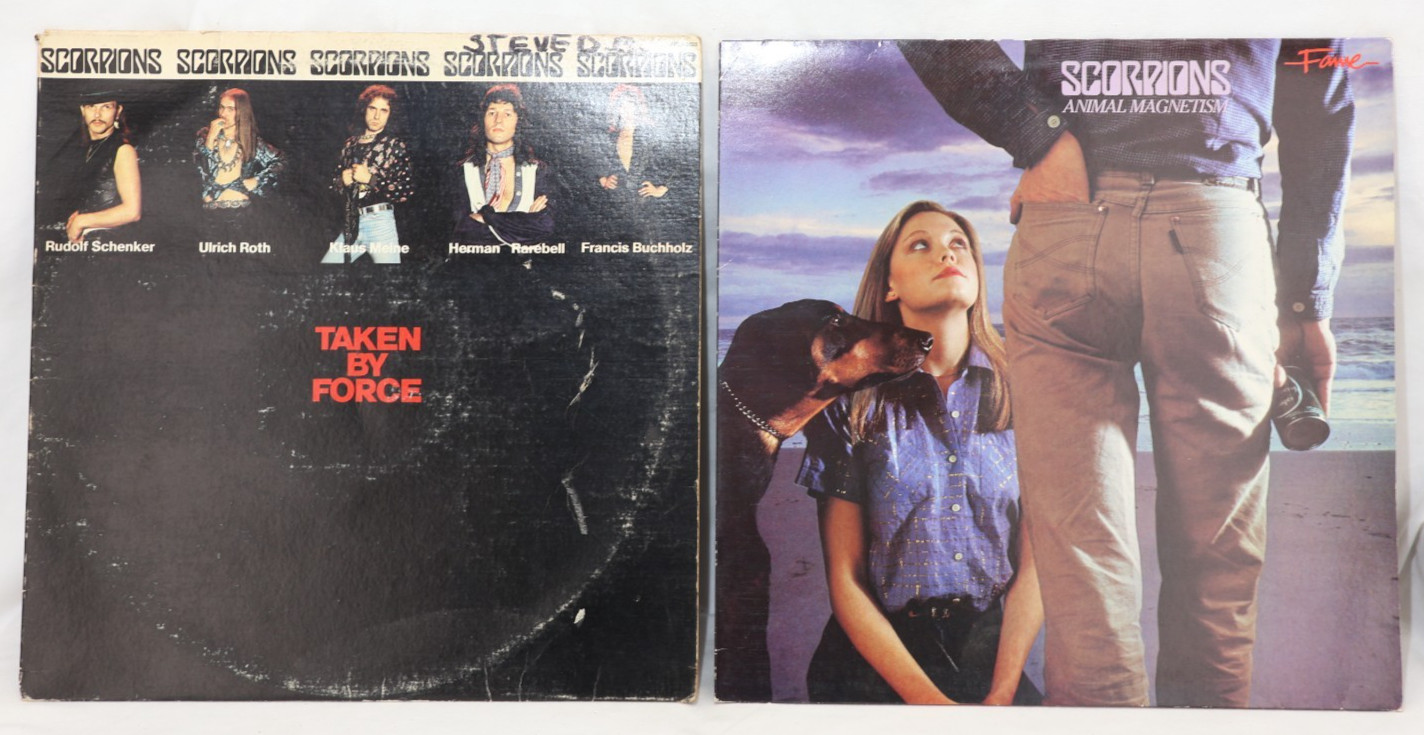 STEVE D
SCORPIONS SCORPIONS SCORPIONS SCORPIONS SCORPIONS
Rudolf Schenker Ulrich Roth Klaus Meine Herman Rarebell Francis Buchholz
TAKEN
BY
FORCE
Fame
SCORPIONS
ANIMAL MAGNETISM